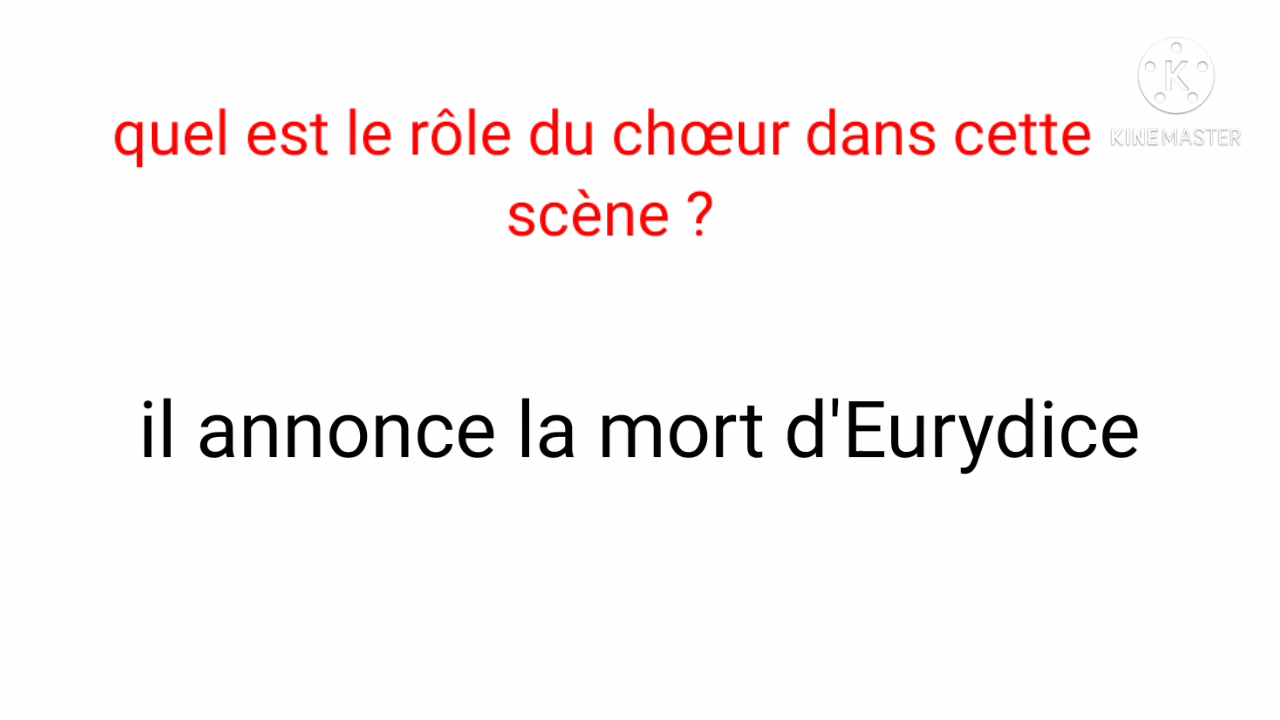 quel est le rôle du chœur dans cette
scène ?
KINEMASTER
il annonce la mort d'Eurydice